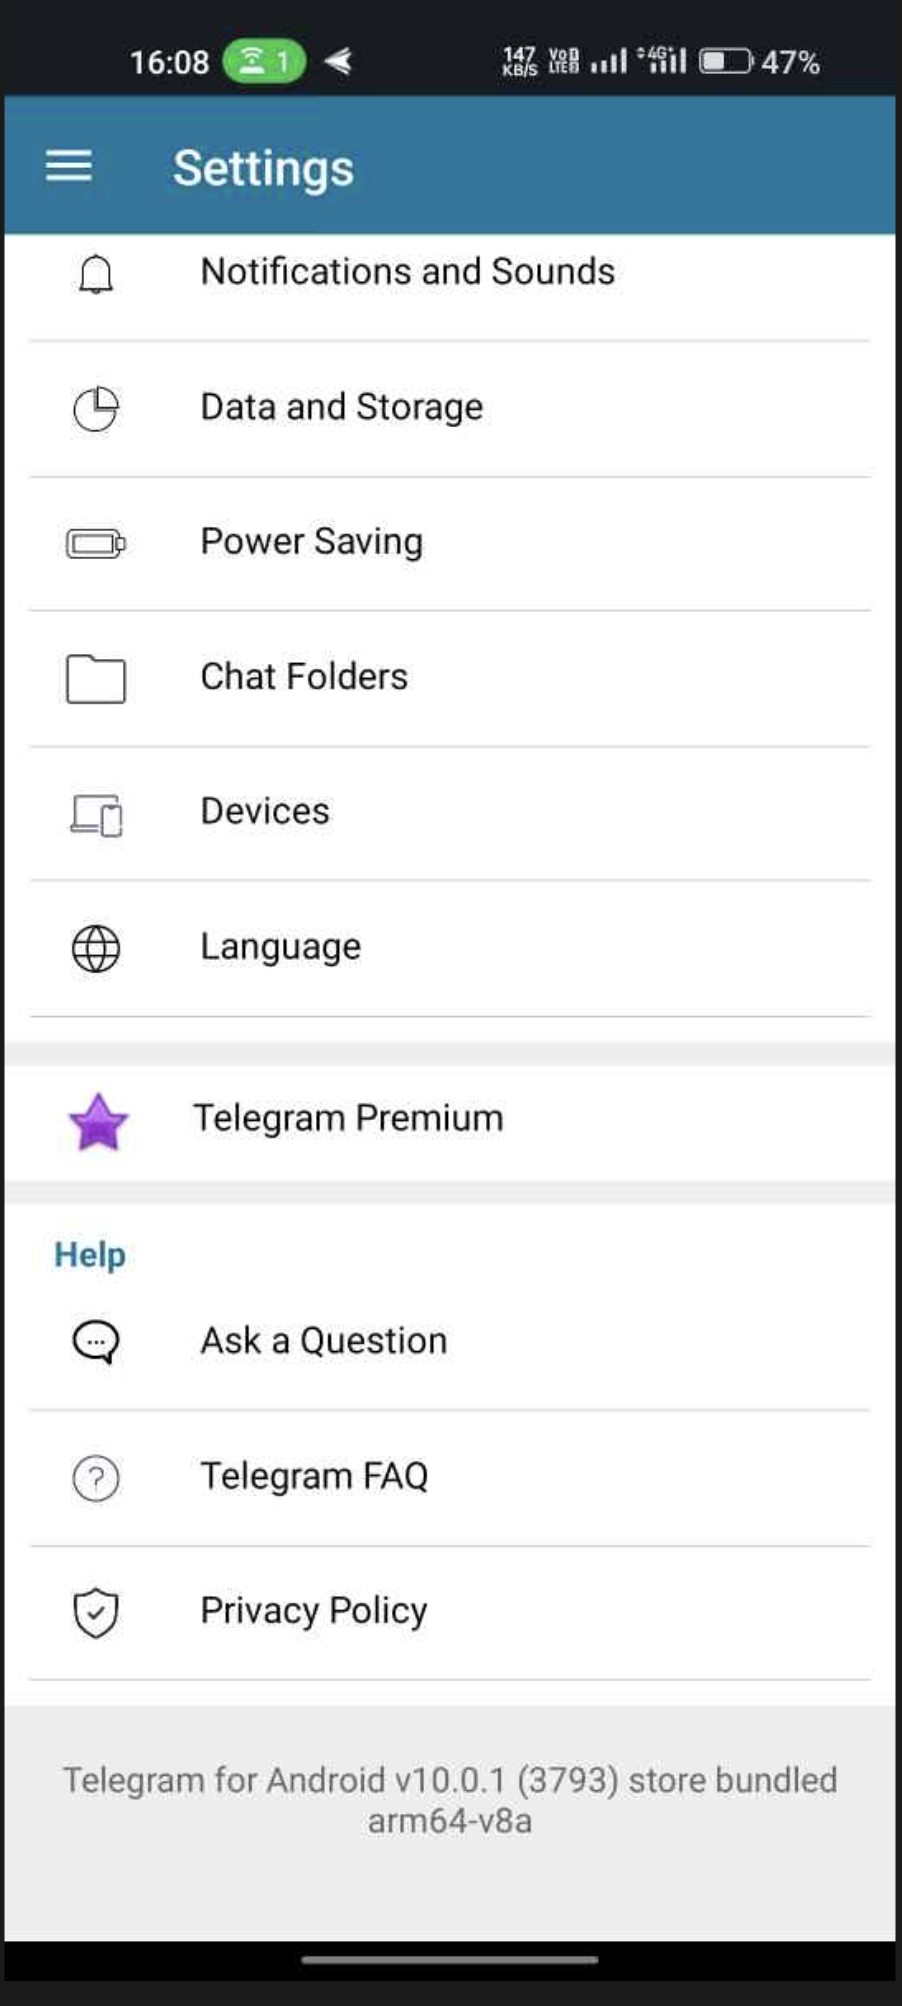 16:08 1 147 KB/S VoD LTED 4G+ 47%
Settings
Notifications and Sounds
Data and Storage
Power Saving
Chat Folders
Devices
Language
Telegram Premium
Help
Ask a Question
Telegram FAQ
Privacy Policy
Telegram for Android v10.0.1 (3793) store bundled
arm64-v8a